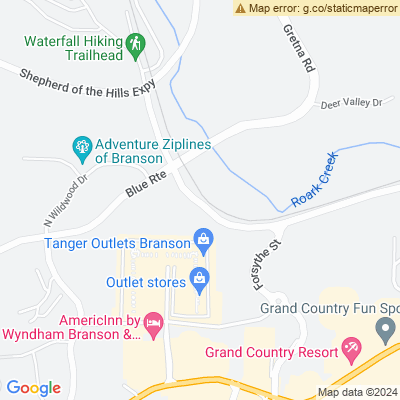 Map error: g.co/staticmaperror
Waterfall Hiking
Trailhead
Gretna Rd
Shepherd of the Hills Expy
Deer Valley Dr
Adventure Ziplines
of Branson
Roark Creek
Blue Rte
N Wildwood Dr
Tanger Outlets Branson
Forsythe St
Outlet stores
AmericInn by
Wyndham Branson &...
Grand Country Fun Spo
Grand Country Resort
Google
Map data ©2024